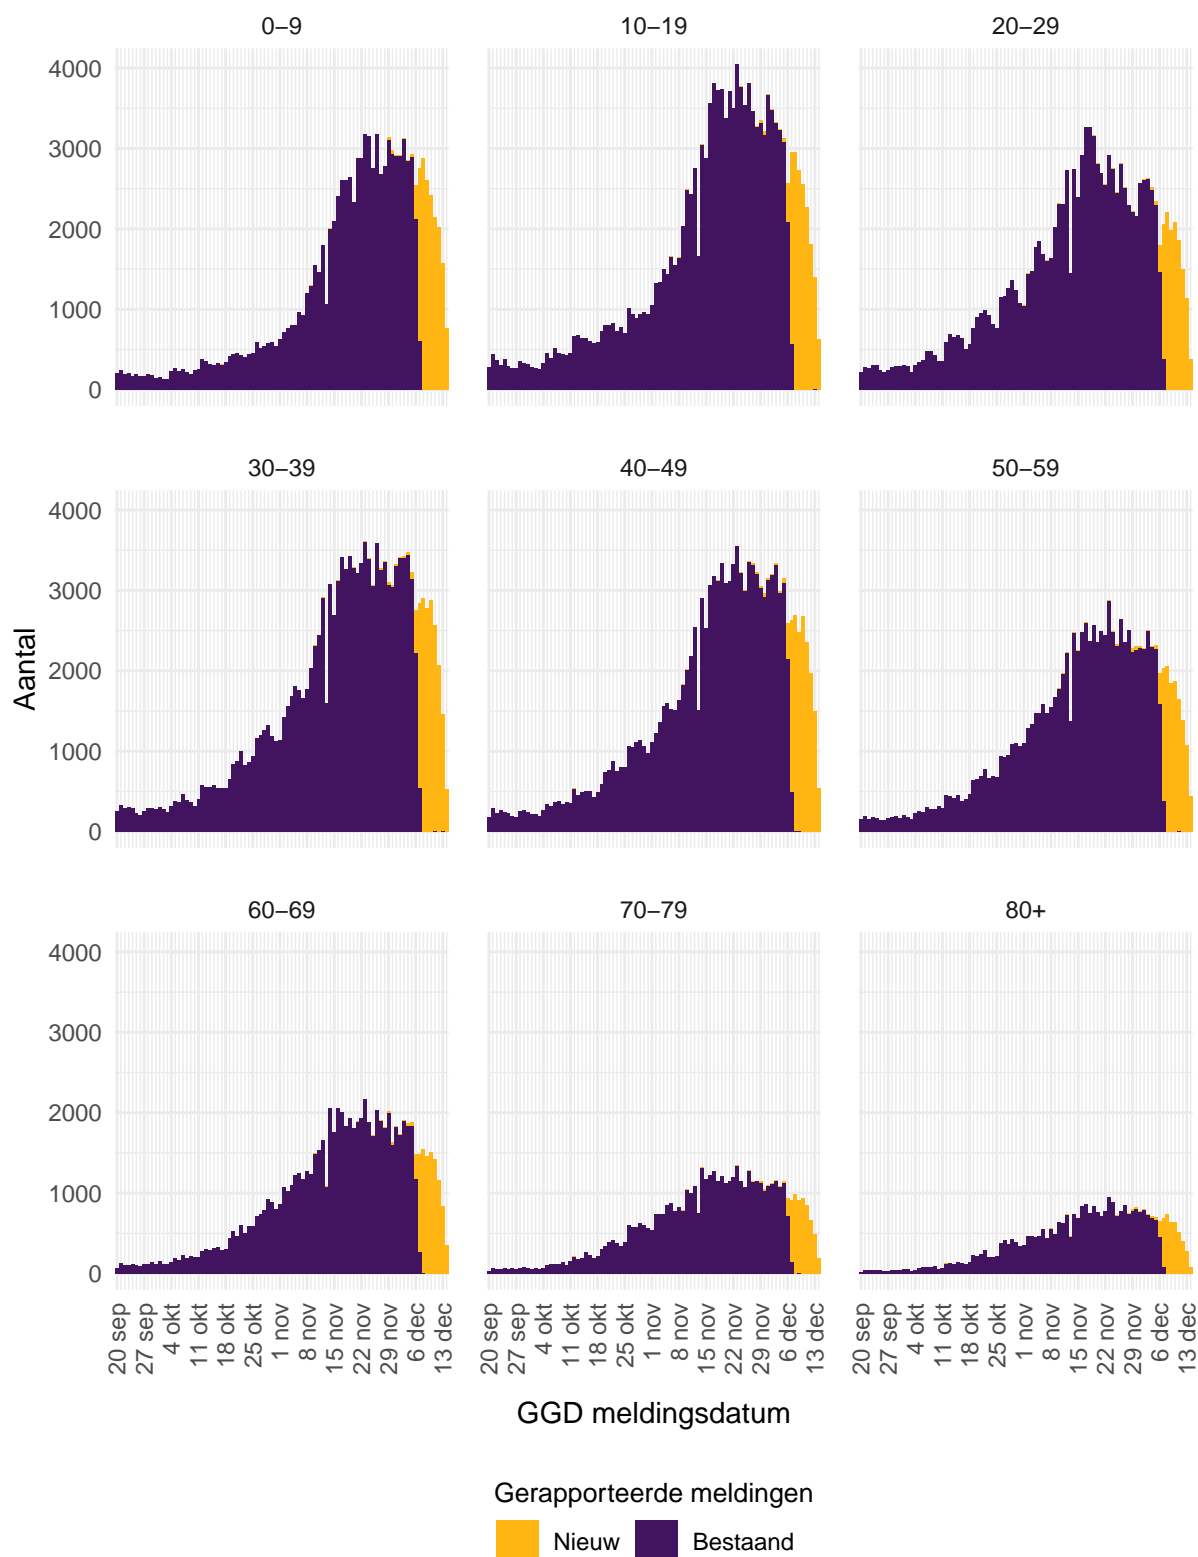 0−9 10−19 20−29
4000
3000
2000
1000
0
30−39 40−49 50−59
4000
3000
2000
1000
0
Aantal
60−69 70−79 80+
4000
3000
2000
1000
0
20 sep 27 sep 4 okt 11 okt 18 okt 25 okt 1 nov 8 nov 15 nov 22 nov 29 nov 6 dec 13 dec
20 sep 27 sep 4 okt 11 okt 18 okt 25 okt 1 nov 8 nov 15 nov 22 nov 29 nov 6 dec 13 dec
20 sep 27 sep 4 okt 11 okt 18 okt 25 okt 1 nov 8 nov 15 nov 22 nov 29 nov 6 dec 13 dec
GGD meldingsdatum
Gerapporteerde meldingen
Nieuw Bestaand